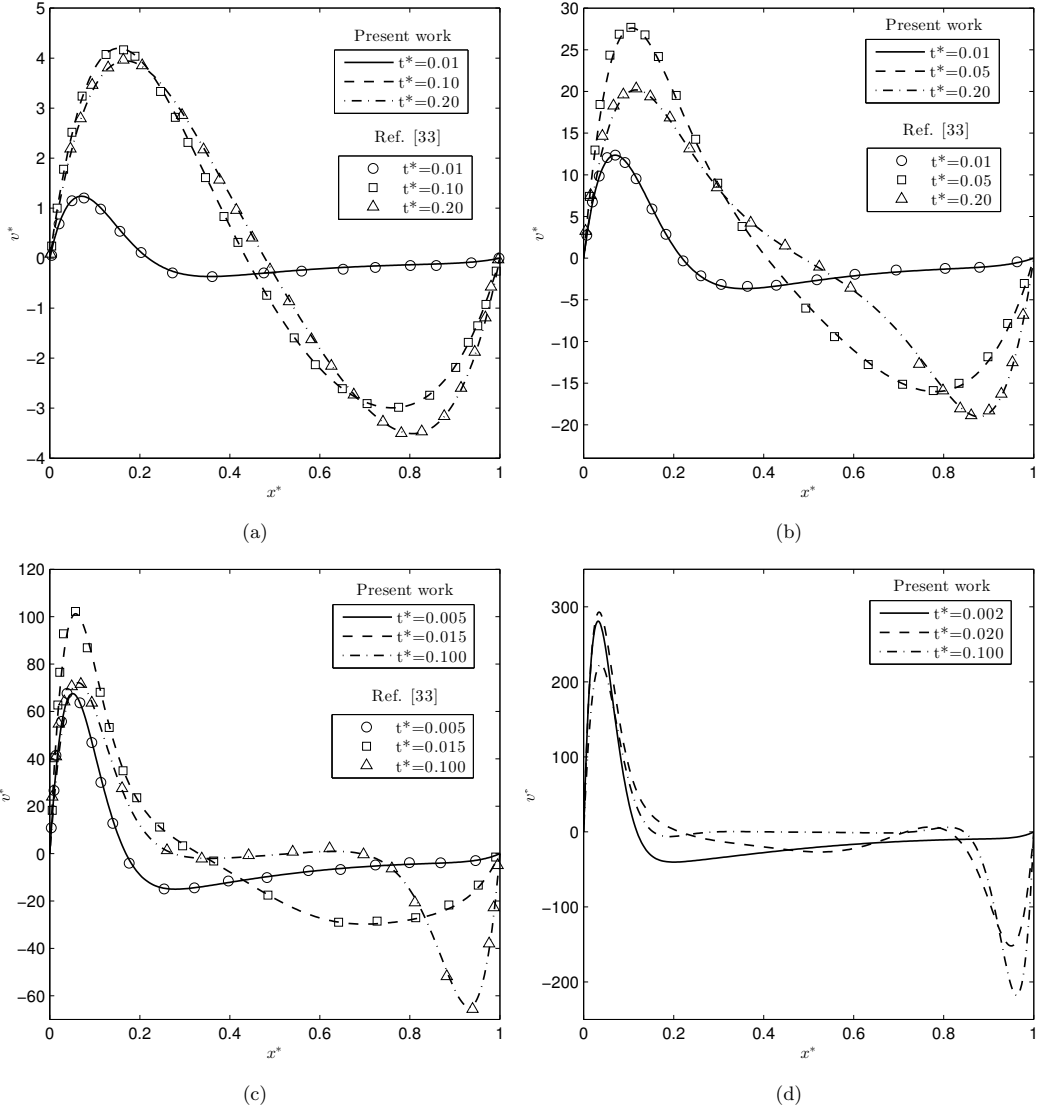 5
4
3
2
1
0
−1
−2
−3
−4
0
0.2
0.4
0.6
0.8
1
v*
x*
Present work
t*=0.01
t*=0.10
t*=0.20
Ref. [33]
t*=0.01
t*=0.10
t*=0.20
(a)
30
25
20
15
10
5
0
−5
−10
−15
−20
0
0.2
0.4
0.6
0.8
1
v*
x*
Present work
t*=0.01
t*=0.05
t*=0.20
Ref. [33]
t*=0.01
t*=0.05
t*=0.20
(b)
120
100
80
60
40
20
0
−20
−40
−60
0
0.2
0.4
0.6
0.8
1
v*
x*
Present work
t*=0.005
t*=0.015
t*=0.100
Ref. [33]
t*=0.005
t*=0.015
t*=0.100
(c)
300
200
100
0
−100
−200
0
0.2
0.4
0.6
0.8
1
v*
x*
Present work
t*=0.002
t*=0.020
t*=0.100
(d)